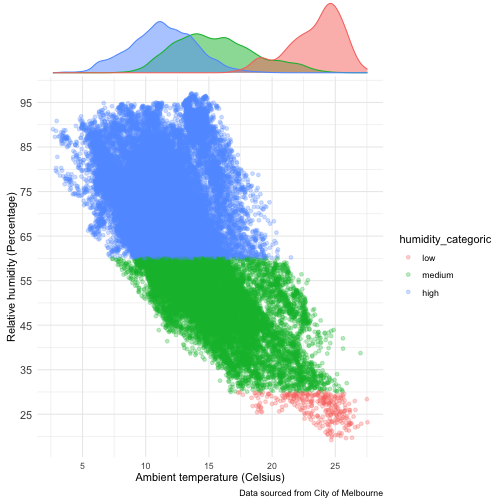 95
85
75
65
55
45
35
25
Relative humidity (Percentage)
5 10 15 20 25
Ambient temperature (Celsius)
humidity_categoric
low
medium
high
Data sourced from City of Melbourne